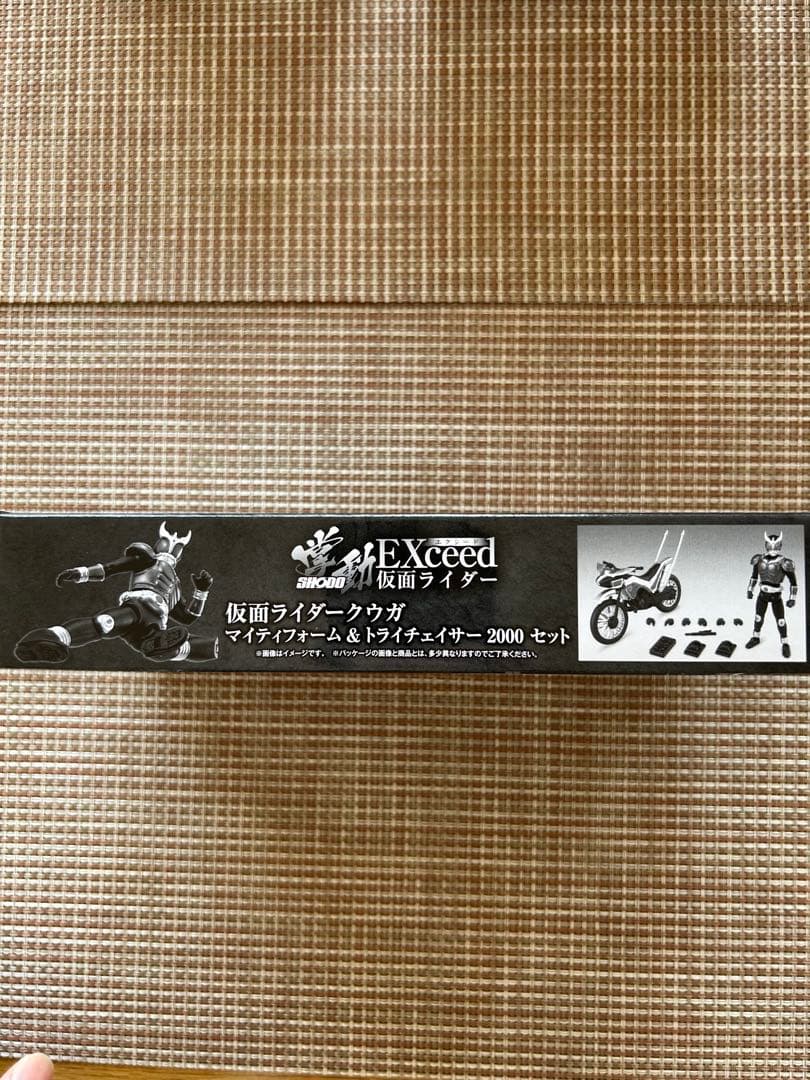 掌動 SHODO EXceed エクシード
仮面ライダー
仮面ライダークウガ
マイティフォーム & トライチェイサー 2000 セット
※画像はイメージです。 ※パッケージの画像と商品とは、多少異なりますのでご了承ください。